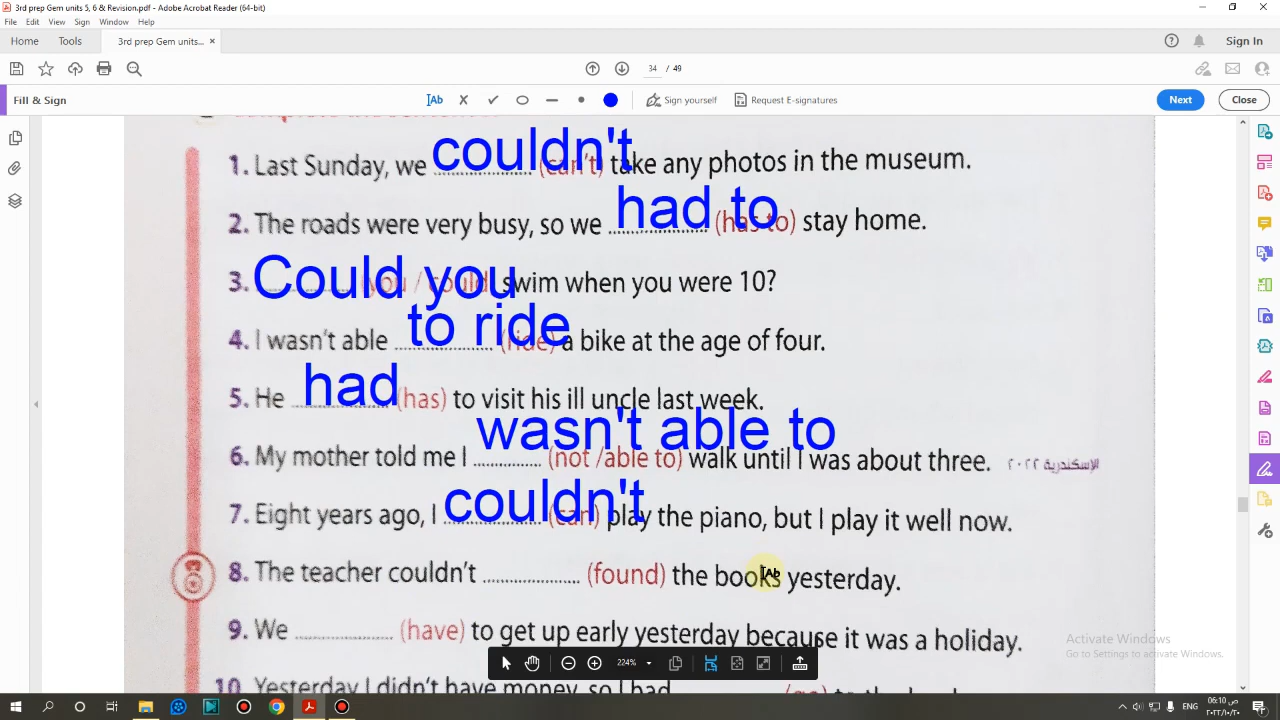 3rd prep Gem units 5, 6 & Revision.pdf - Adobe Acrobat Reader (64-bit)
File Edit View Sign Window Help
Home Tools 3rd prep Gem units... × Sign In
34 / 49
Fill & Sign Ab Sign yourself Request E-signatures Next Close
1. Last Sunday, we couldn't (can't) take any photos in the museum.
2. The roads were very busy, so we had to (has to) stay home.
3. Could you (you / could) swim when you were 10?
4. I wasn't able to ride (ride) a bike at the age of four.
5. He had (has) to visit his ill uncle last week.
6. My mother told me I wasn't able to (not /able to) walk until I was about three. الإسكندرية ٢٠٢٢
7. Eight years ago, I couldn't (can) play the piano, but I play it well now.
8. The teacher couldn't .................. (found) the books yesterday.
Ab
9. We .................. (have) to get up early yesterday because it was a holiday.
Activate Windows
Go to Settings to activate Windows.
224%
10. Yesterday I didn't have money, so I had
ENG 06:10 ص